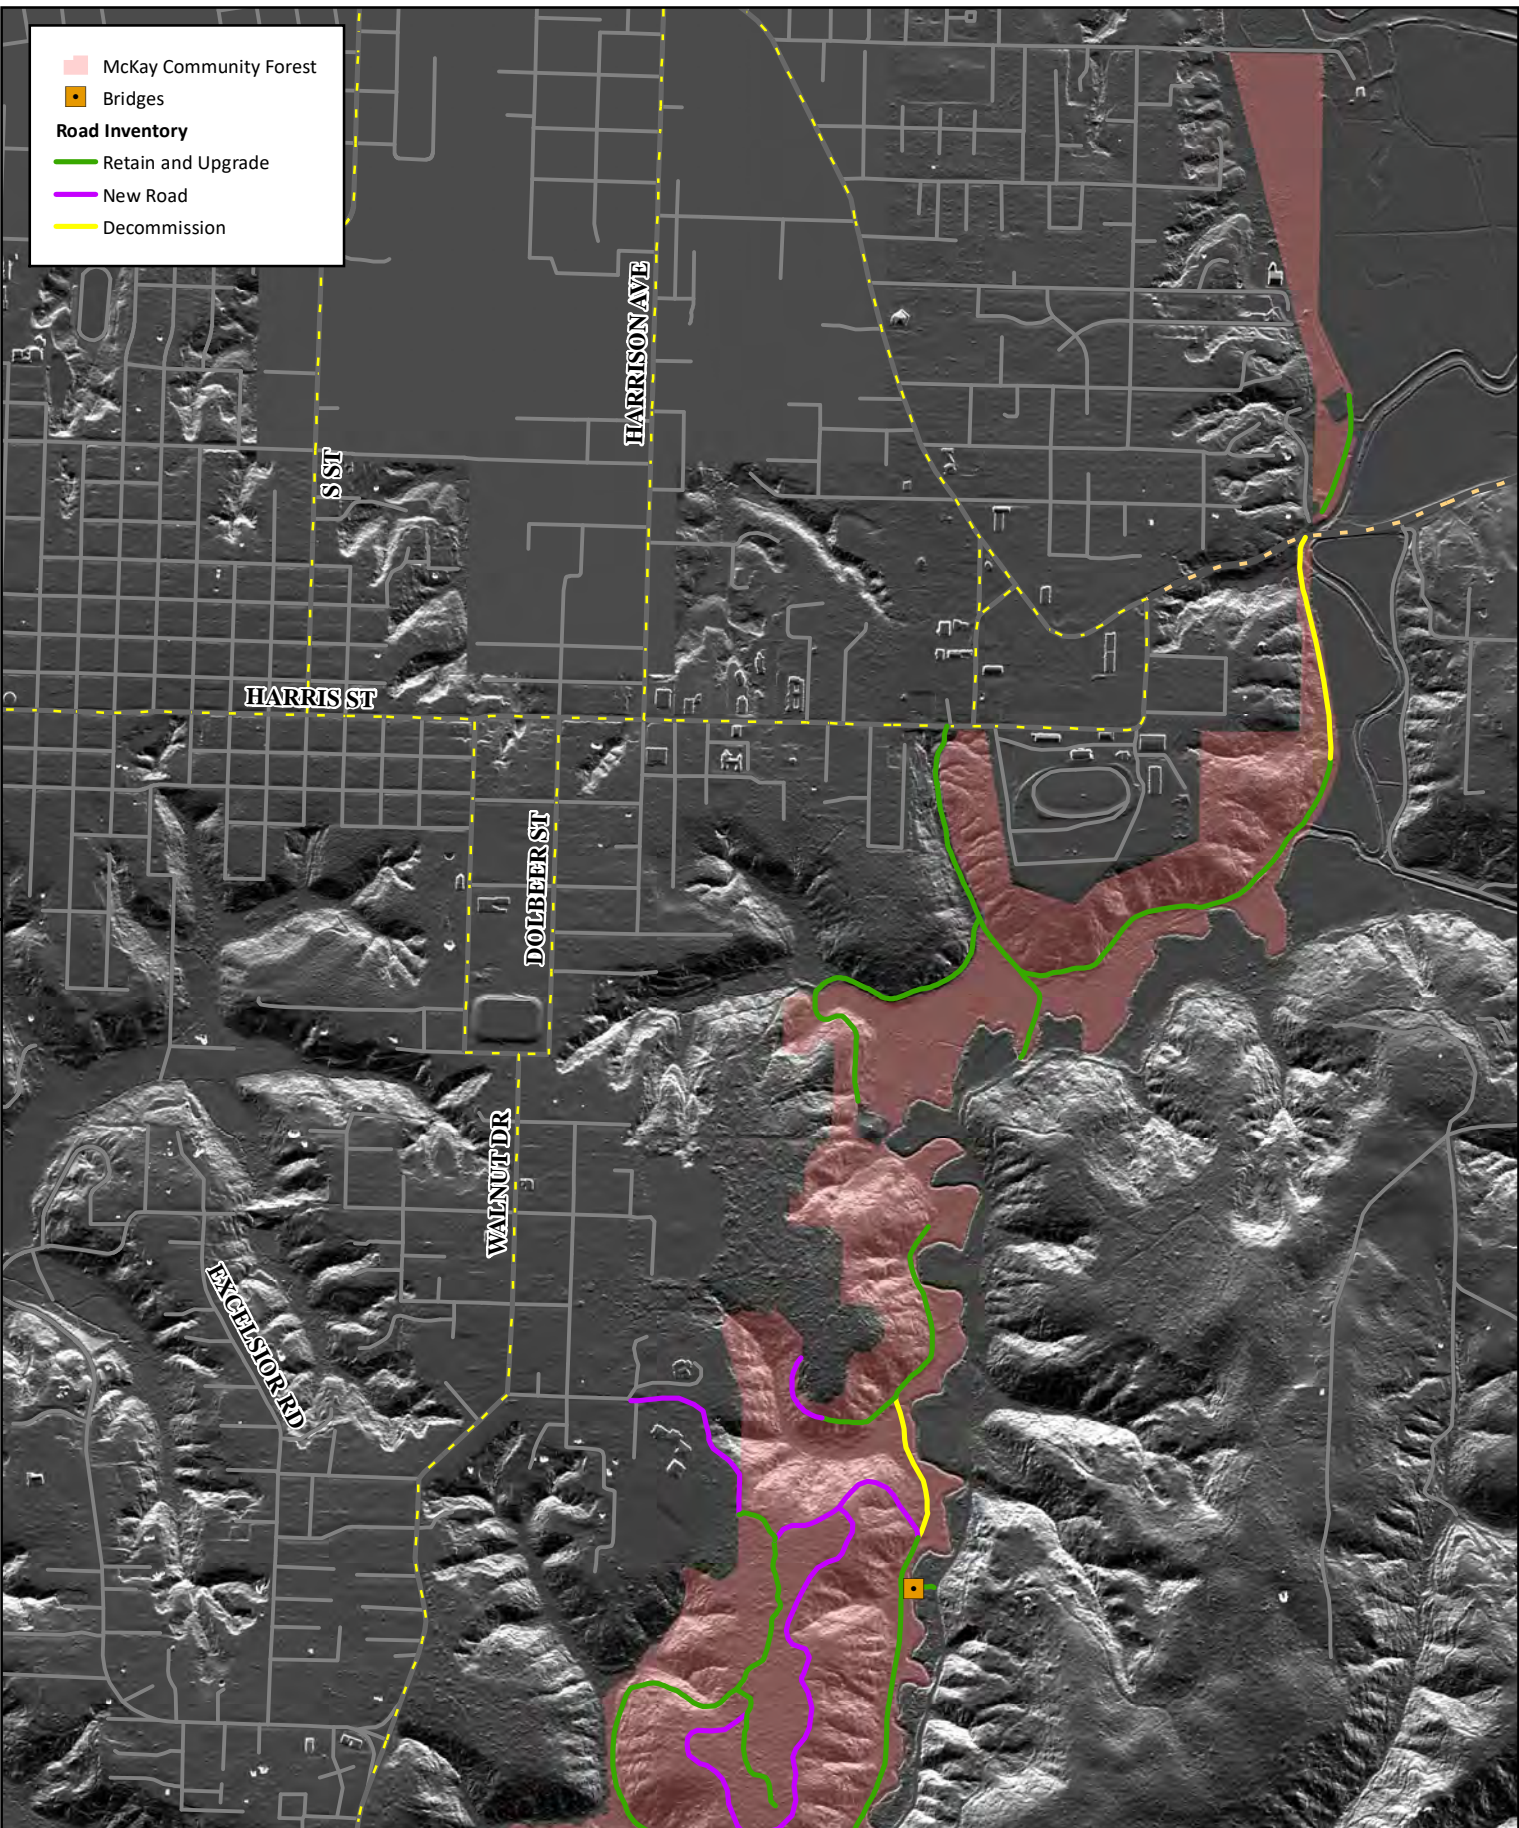 McKay Community Forest
Bridges
Road Inventory
Retain and Upgrade
New Road
Decommission
HARRISON AVE
S ST
HARRIS ST
DOLBEER ST
WALNUT DR
EXCELSIOR RD